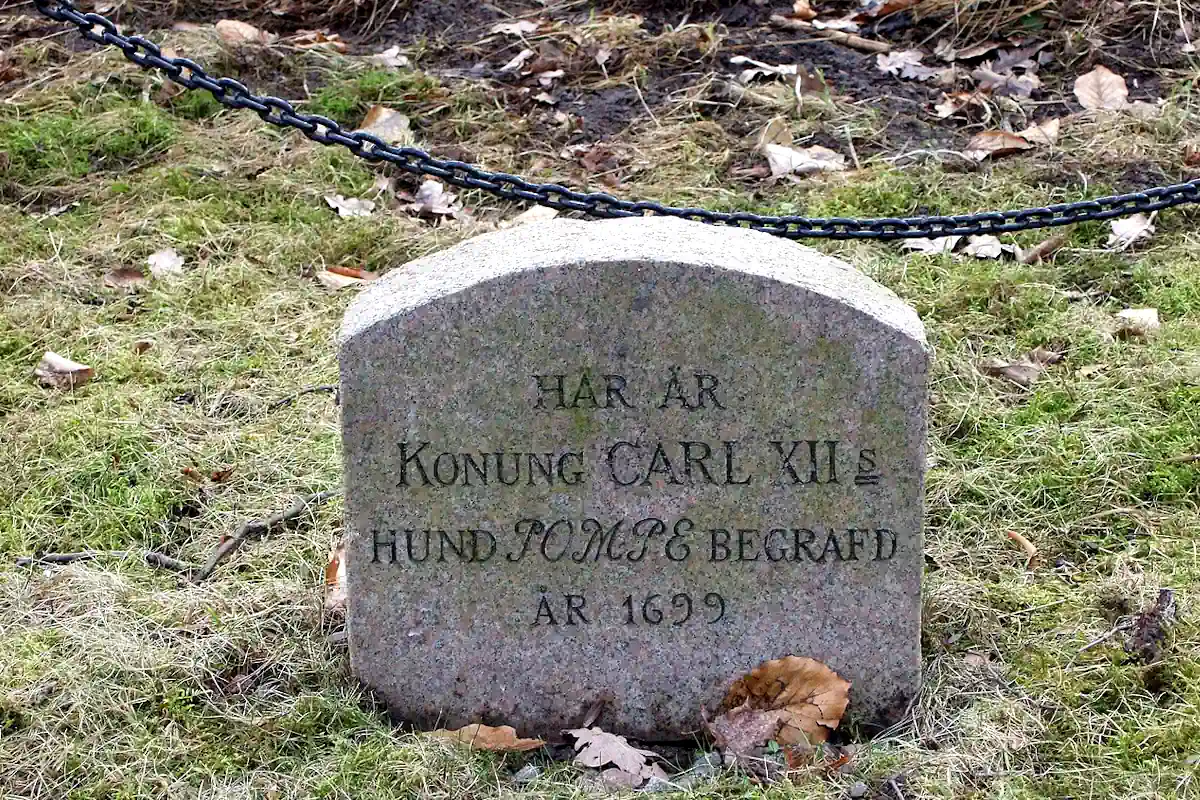 HÄR ÄR
KONUNG CARL XII s
HUND POMPE BEGRAFD
ÅR 1699